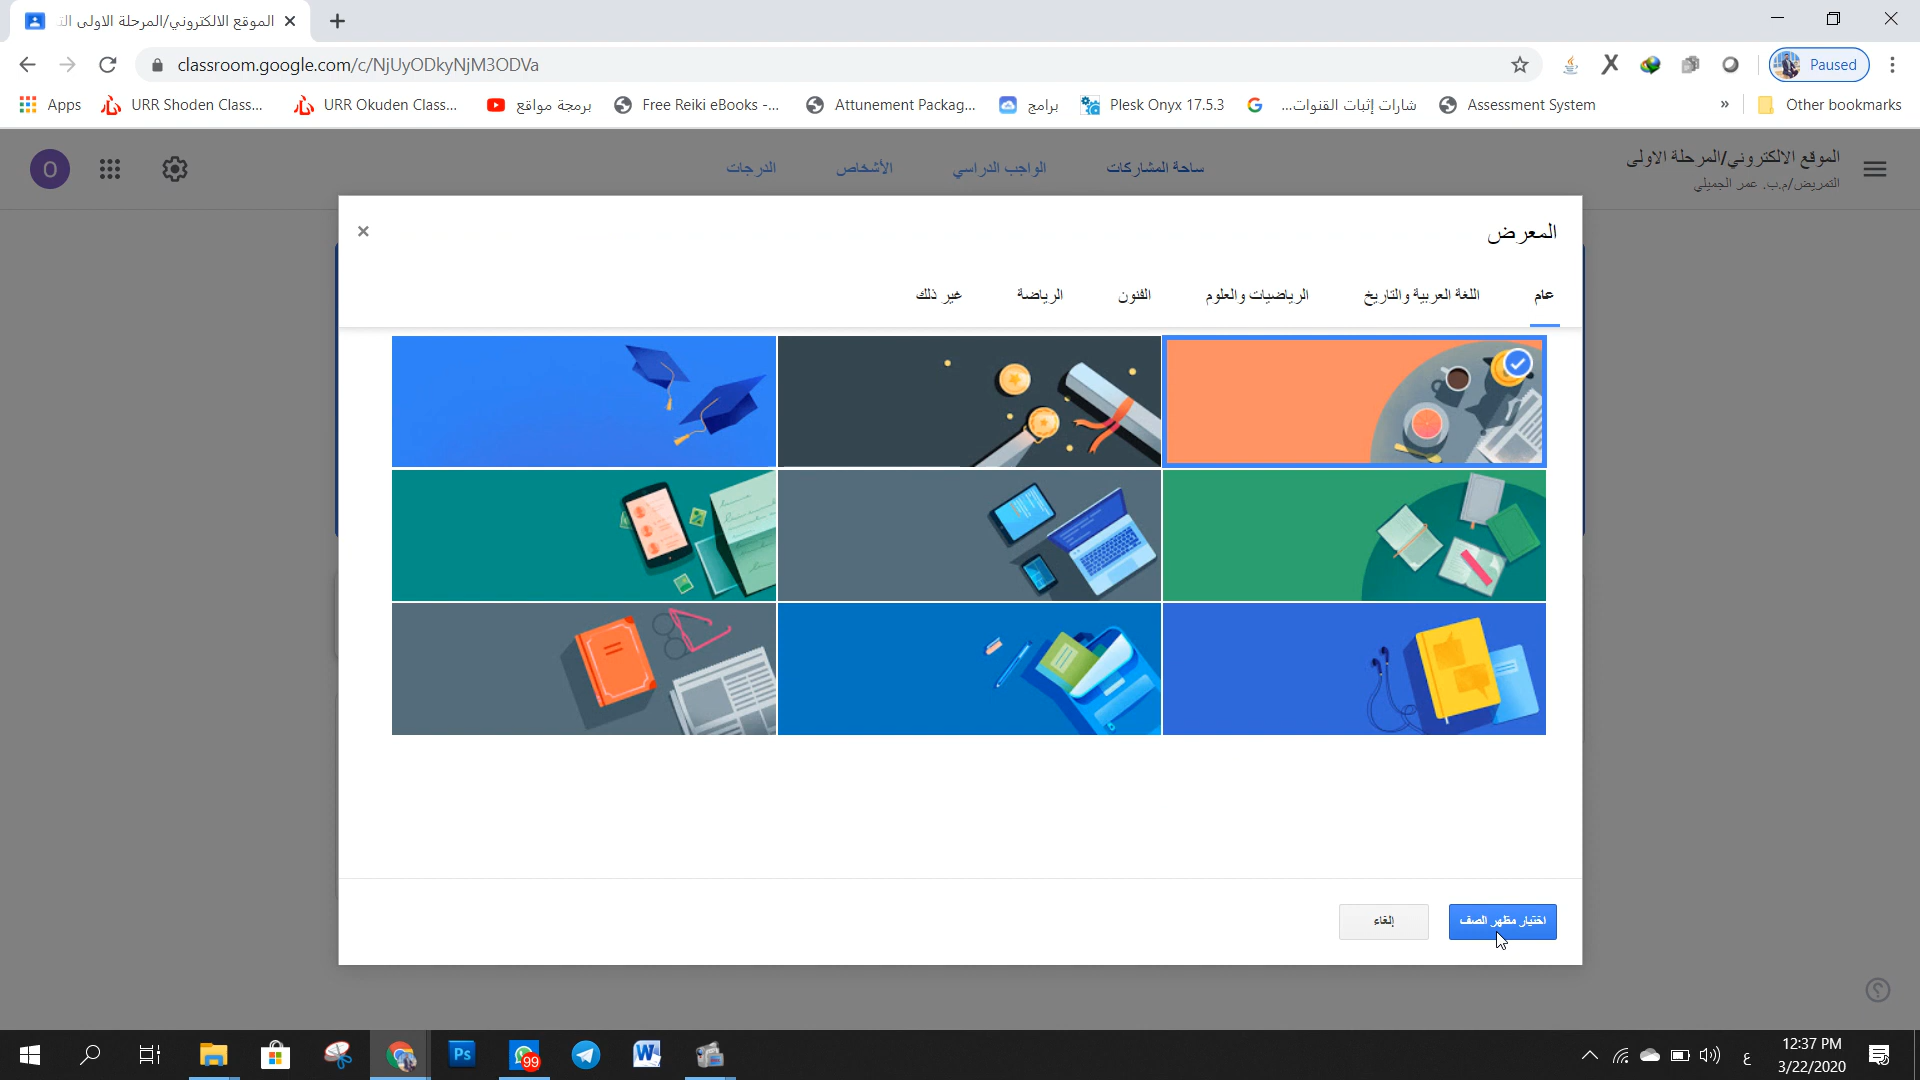 الموقع الالكتروني/المرحلة الاولى الت
classroom.google.com/c/NjUyODkyNjM3ODVa
Paused
Apps
URR Shoden Class...
URR Okuden Class...
برمجة مواقع
Free Reiki eBooks -...
Attunement Packag...
برامج
Plesk Onyx 17.5.3
شارات إثبات القنوات...
Assessment System
»
Other bookmarks
الموقع الالكتروني/المرحلة الاولى
التمريض/م.ب. عمر الجميلي
ساحة المشاركات
الواجب الدراسي
الأشخاص
الدرجات
O
المعرض
عام
اللغة العربية والتاريخ
الرياضيات والعلوم
الفنون
الرياضة
غير ذلك
اختيار مظهر الصف
إلغاء
Ps
99
W
ع
12:37 PM
3/22/2020